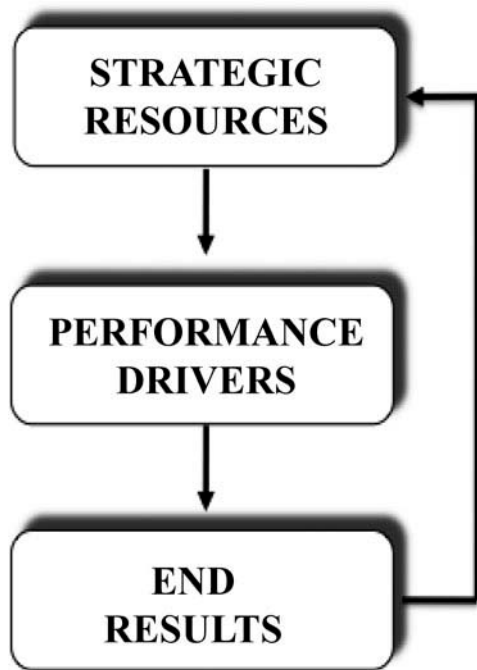 STRATEGIC
RESOURCES
PERFORMANCE
DRIVERS
END
RESULTS